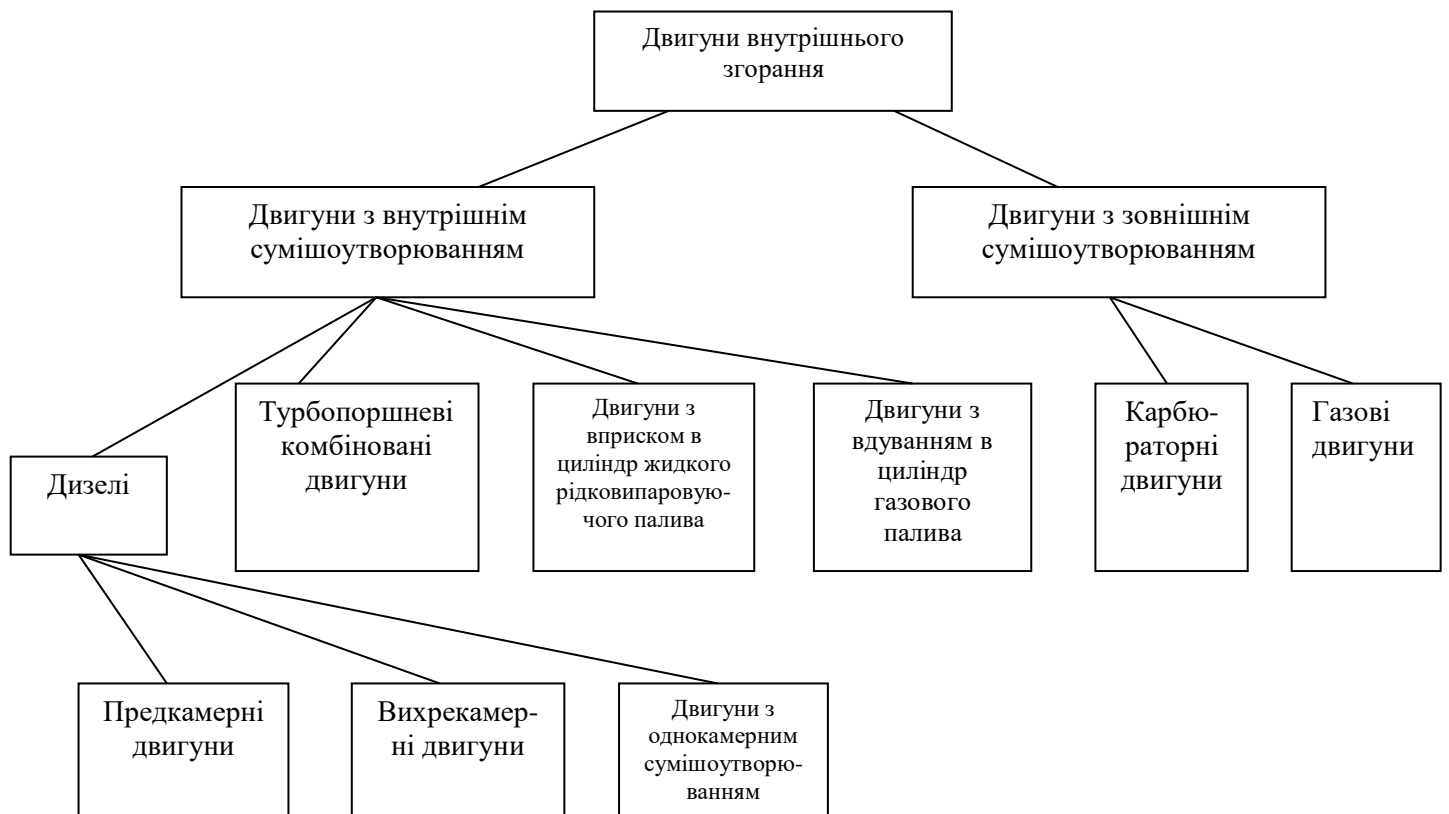 Двигуни внутрішнього
згорання
Двигуни з внутрішнім
сумішоутворюванням
Двигуни з зовнішнім
сумішоутворюванням
Дизелі
Турбопоршневі
комбіновані
двигуни
Двигуни з
вприском в
циліндр жидкого
рідковипаровую-
чого палива
Двигуни з
вдуванням в
циліндр
газового
палива
Карбю-
раторні
двигуни
Газові
двигуни
Предкамерні
двигуни
Вихрекамер-
ні двигуни
Двигуни з
однокамерним
сумішоутворю-
ванням